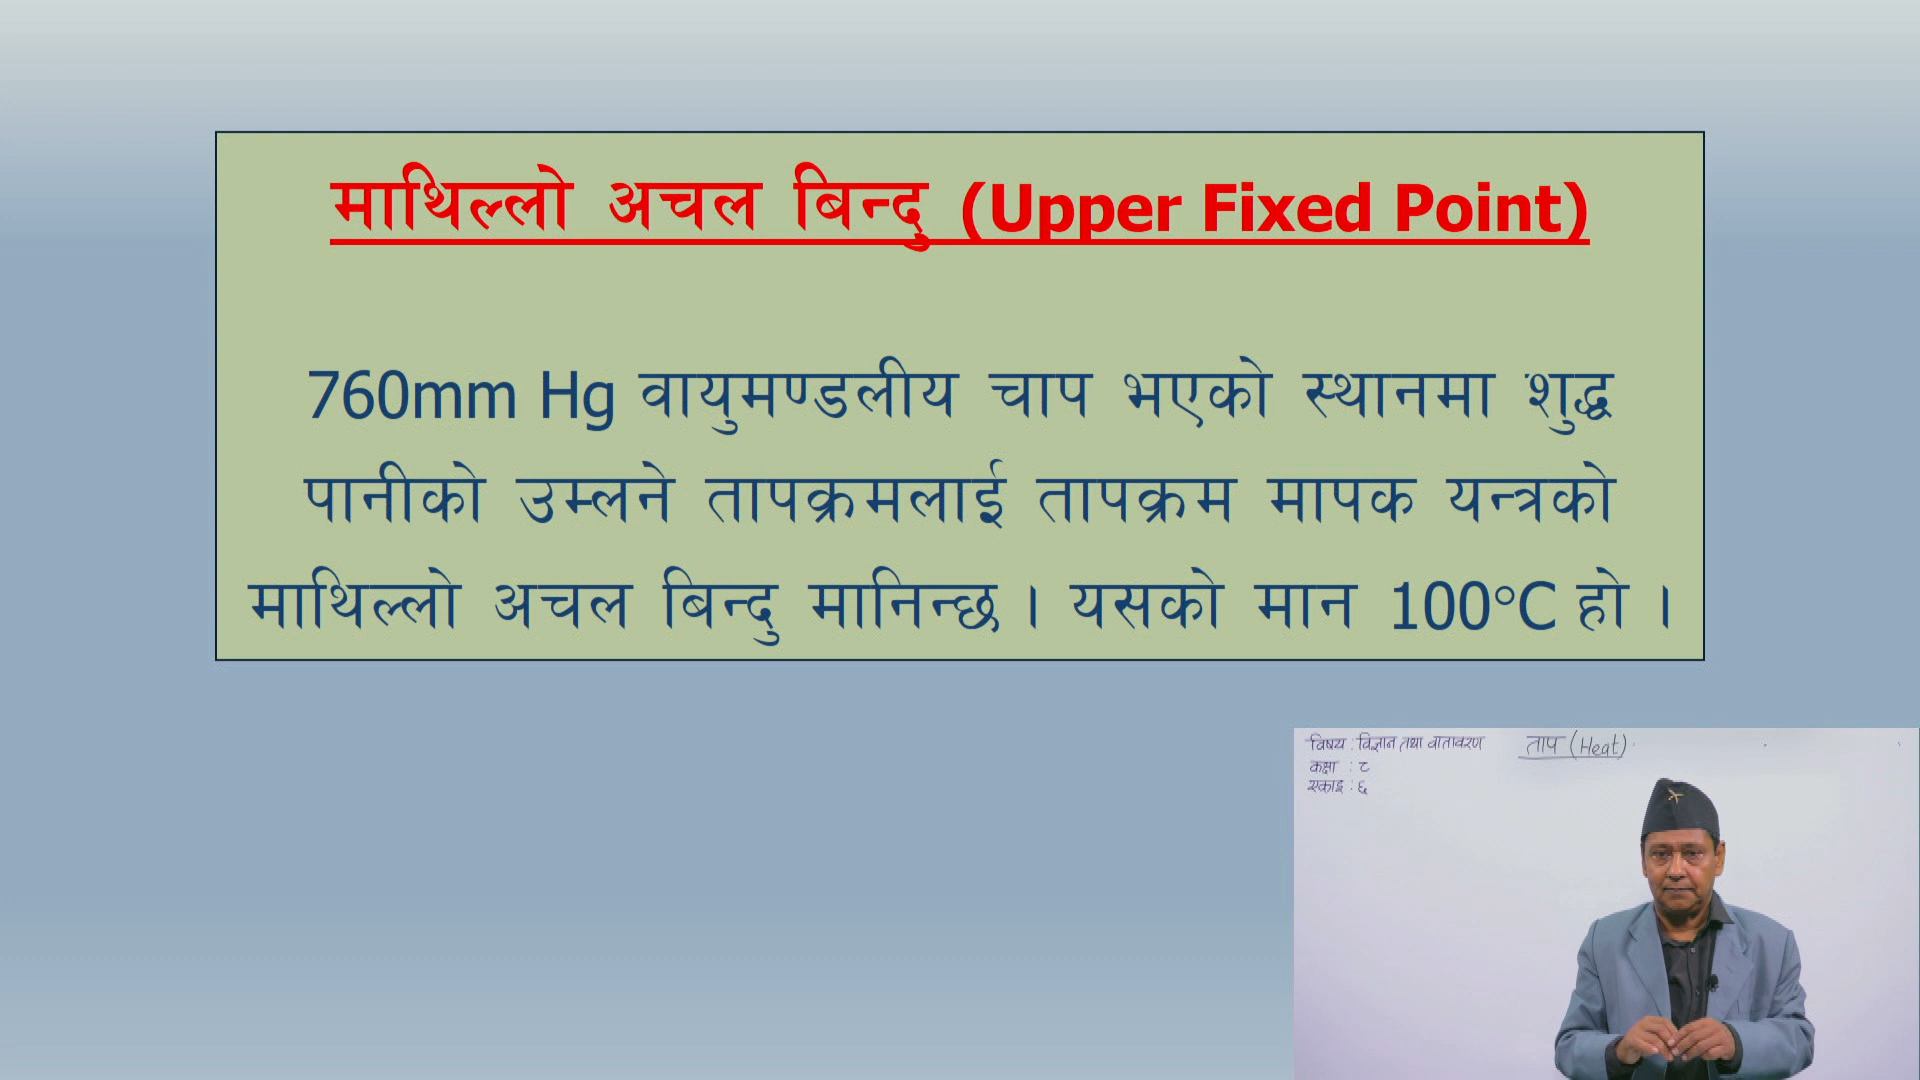 माथिल्लो अचल बिन्दु (Upper Fixed Point)
760mm Hg वायुमण्डलीय चाप भएको स्थानमा शुद्ध
पानीको उम्लने तापक्रमलाई तापक्रम मापक यन्त्रको
माथिल्लो अचल बिन्दु मानिन्छ । यसको मान 100°C हो ।
विषय : विज्ञान तथा वातावरण
ताप (Heat)
कक्षा : ८
एकाइ : ६